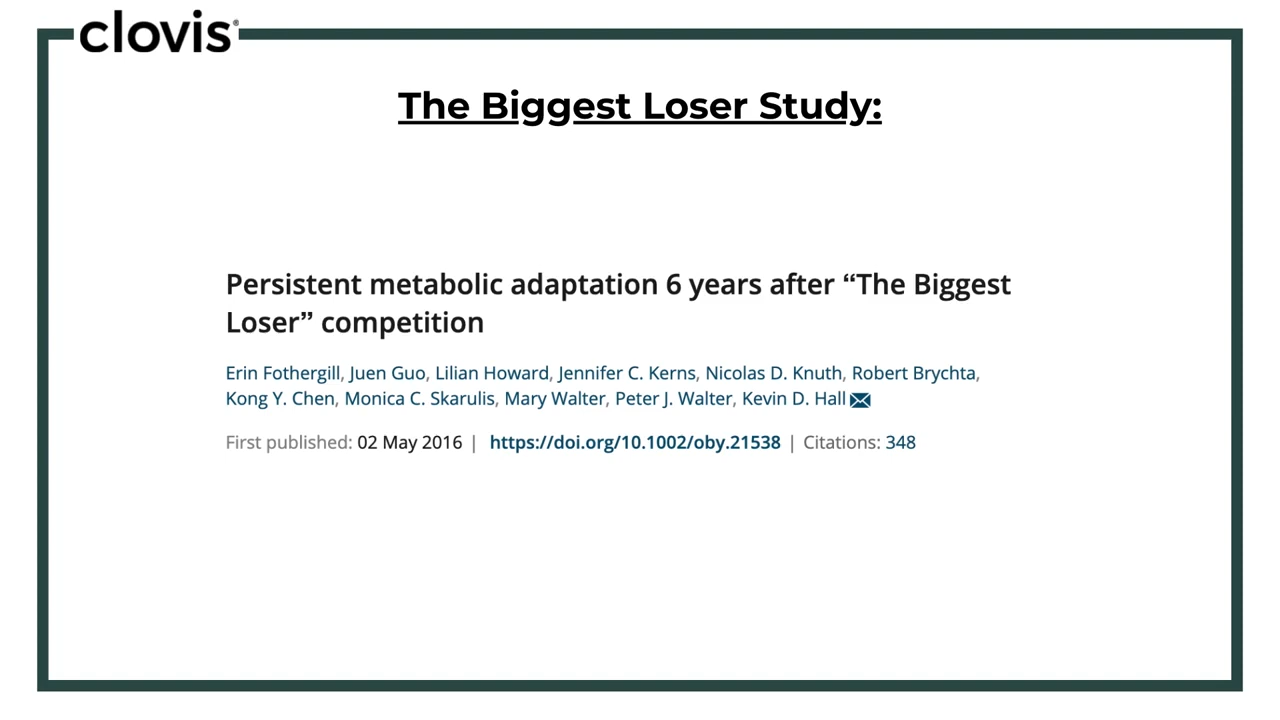 clovis®
The Biggest Loser Study:
Persistent metabolic adaptation 6 years after “The Biggest
Loser” competition
Erin Fothergill, Juen Guo, Lilian Howard, Jennifer C. Kerns, Nicolas D. Knuth, Robert Brychta,
Kong Y. Chen, Monica C. Skarulis, Mary Walter, Peter J. Walter, Kevin D. Hall
First published: 02 May 2016 | https://doi.org/10.1002/oby.21538 | Citations: 348